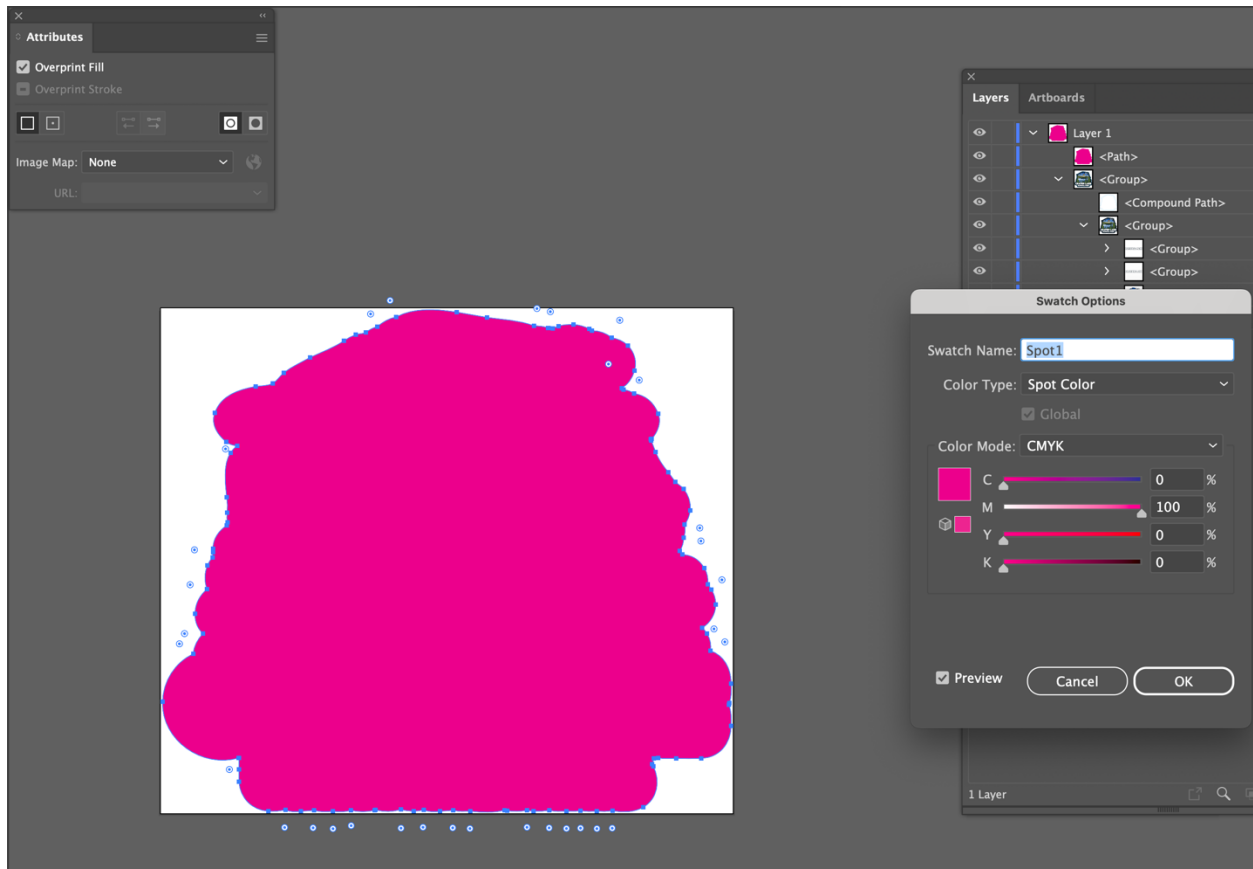 Attributes
Overprint Fill
Overprint Stroke
Image Map: None
URL:
Layers Artboards
Layer 1
<Path>
<Group>
<Compound Path>
<Group>
<Group>
<Group>
Swatch Options
Swatch Name: Spot1
Color Type: Spot Color
Global
Color Mode: CMYK
C 0 %
M 100 %
Y 0 %
K 0 %
Preview Cancel OK
1 Layer